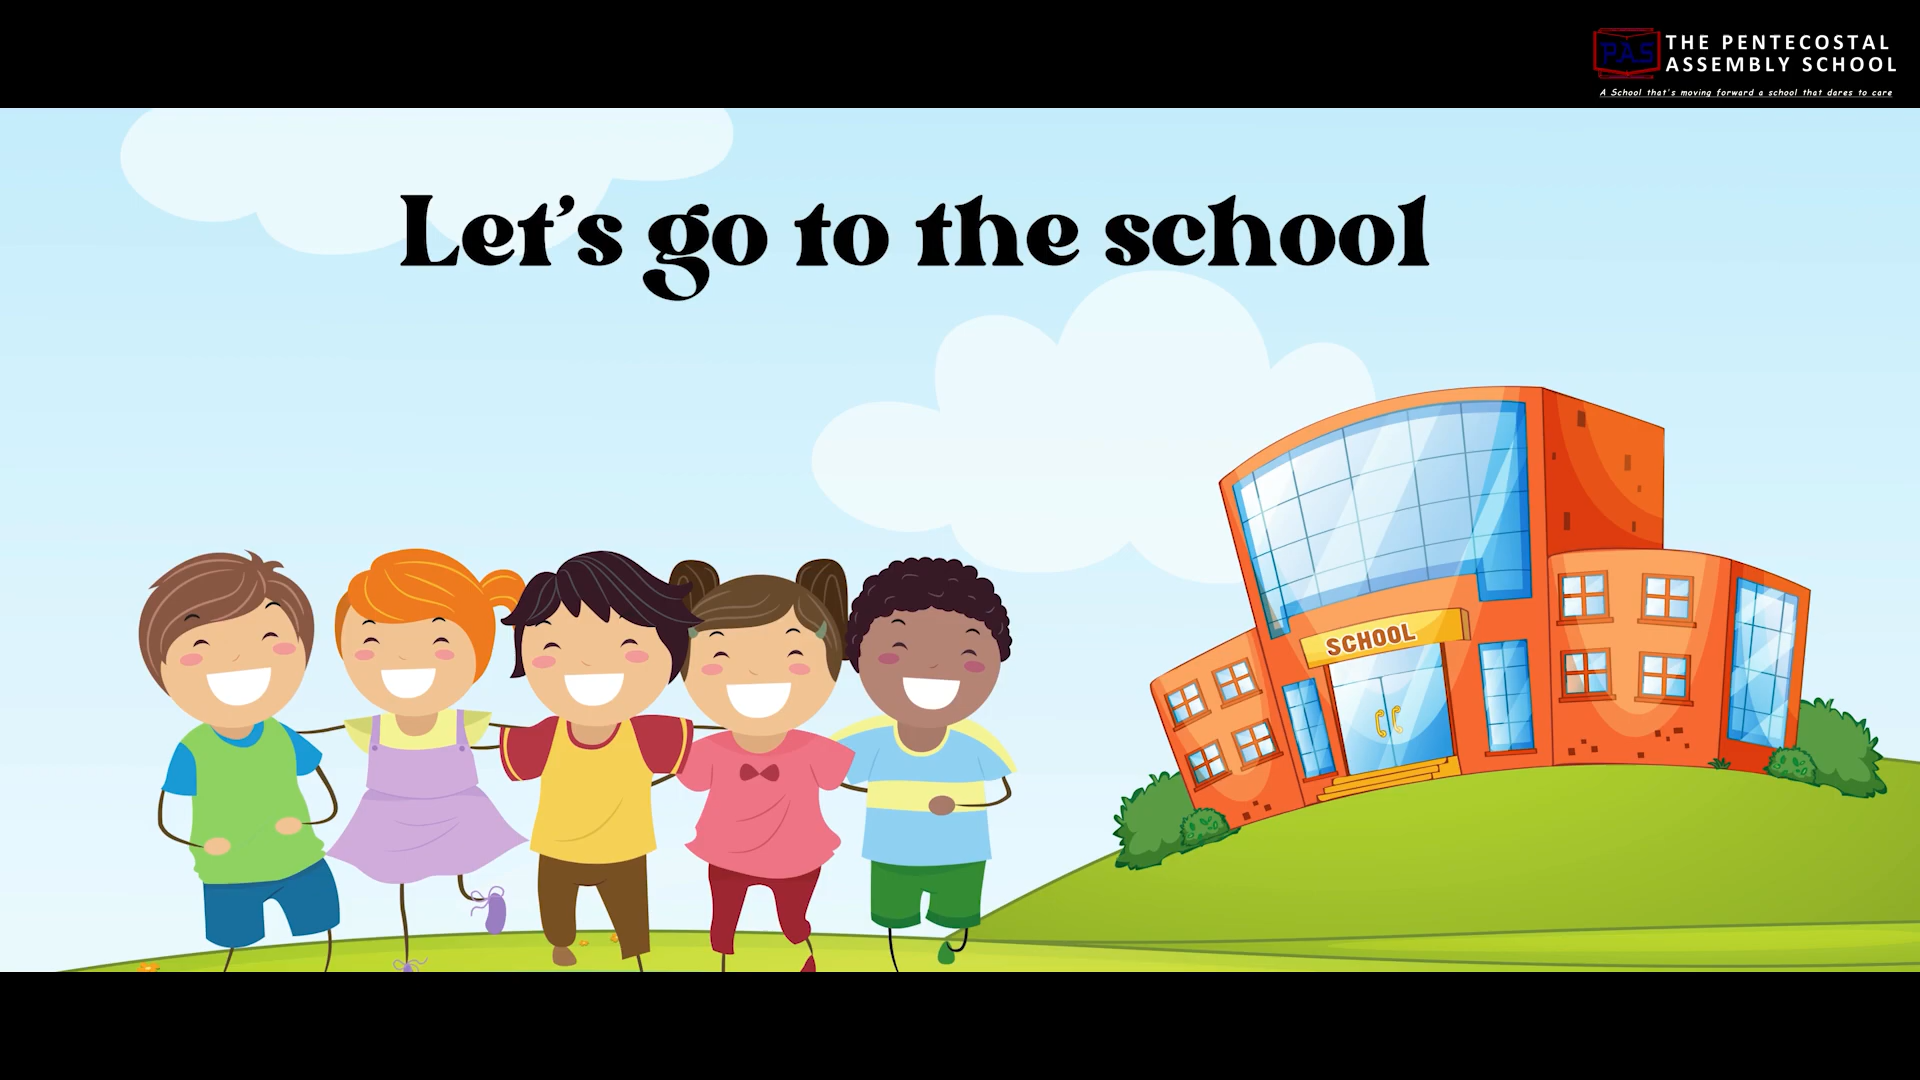 PAS
THE PENTECOSTAL
ASSEMBLY SCHOOL
A School that's moving forward a school that dares to care
Let's go to the school
SCHOOL